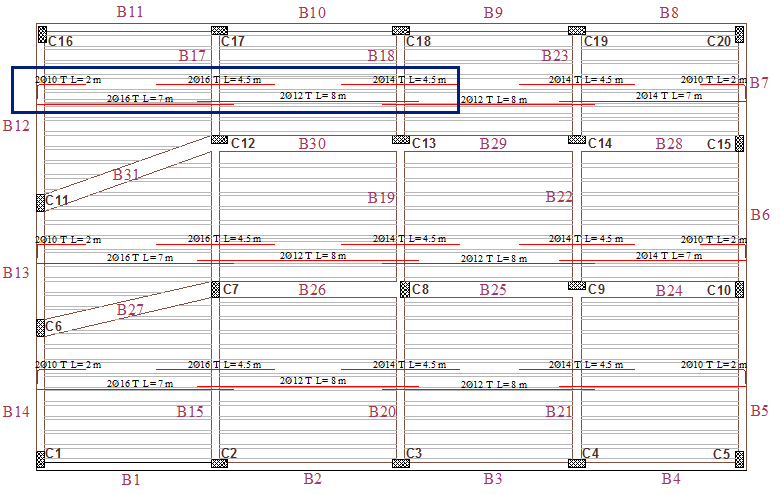 B11 B10 B9 B8
C16 C17 C18 C19 C20
B17 B18 B23
2Ø10 T L= 2 m 2Ø16 T L= 4.5 m 2Ø14 T L= 4.5 m 2Ø14 T L= 4.5 m 2Ø10 T L= 2 m B7
2Ø16 T L= 7 m 2Ø12 T L= 8 m 2Ø12 T L= 8 m 2Ø14 T L= 7 m
B12
C12 B30 C13 B29 C14 B28 C15
B31
C11 B19 B22
B6
2Ø10 T L= 2 m 2Ø16 T L= 4.5 m 2Ø14 T L= 4.5 m 2Ø14 T L= 4.5 m 2Ø10 T L= 2 m
2Ø16 T L= 7 m 2Ø12 T L= 8 m 2Ø12 T L= 8 m 2Ø14 T L= 7 m
B13
C7 B26 C8 B25 C9 B24 C10
B27
C6
2Ø10 T L= 2 m 2Ø16 T L= 4.5 m 2Ø14 T L= 4.5 m 2Ø14 T L= 4.5 m 2Ø10 T L= 2 m
2Ø16 T L= 7 m 2Ø12 T L= 8 m 2Ø12 T L= 8 m
B14 B15 B20 B21 B5
C1 C2 C3 C4 C5
B1 B2 B3 B4